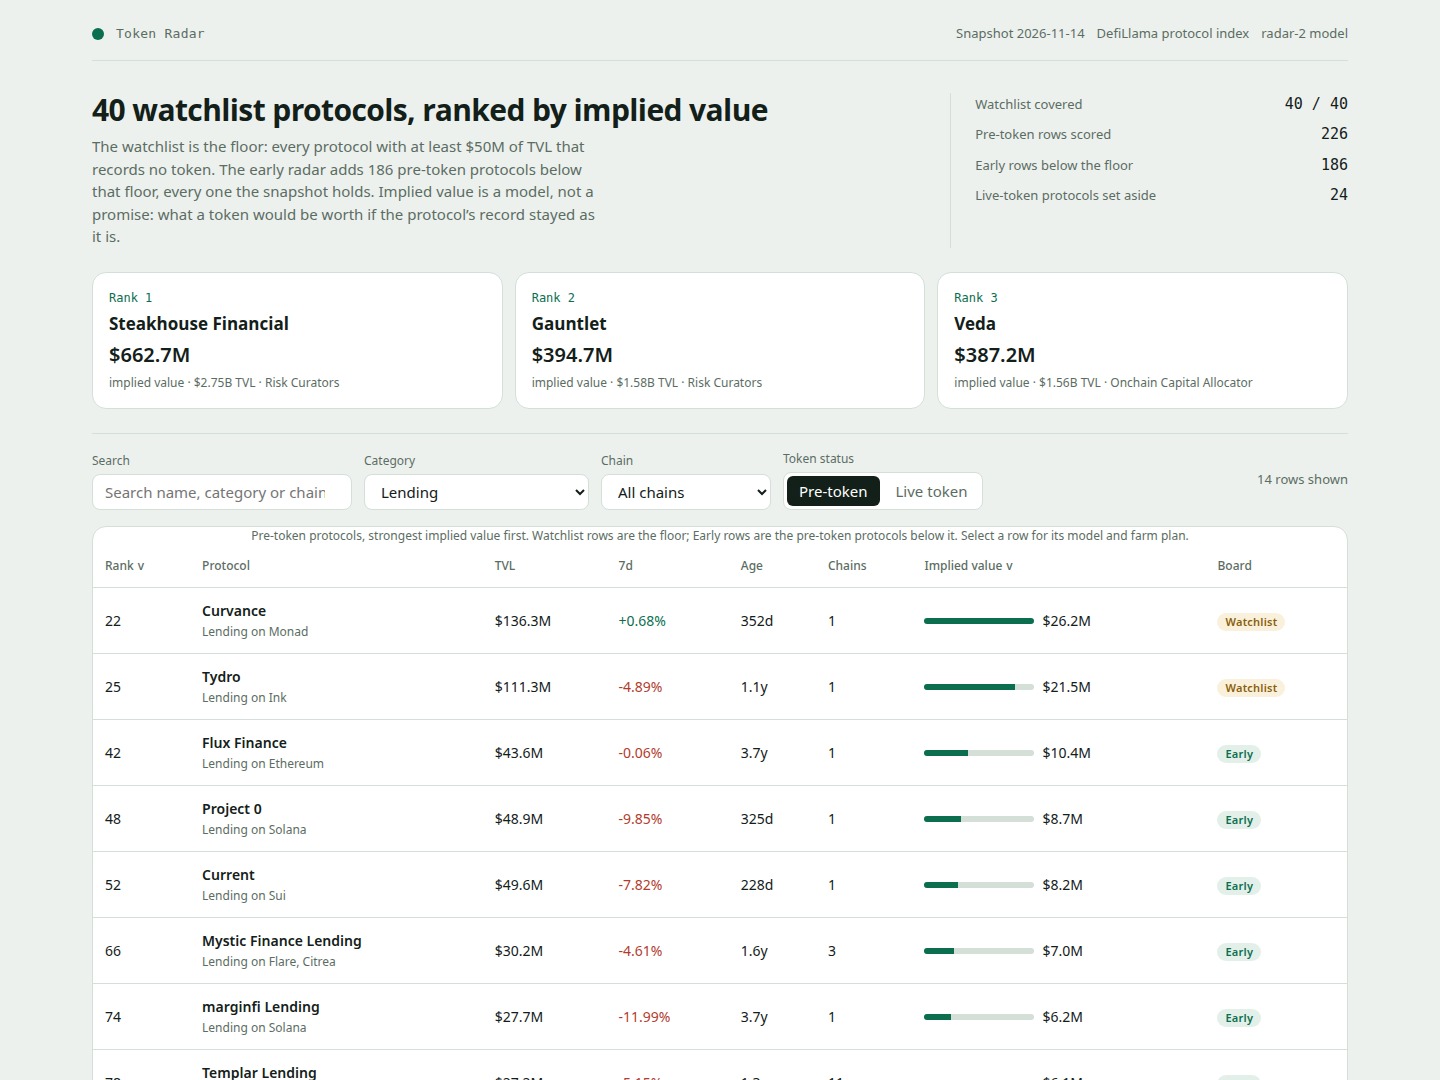 Token Radar
Snapshot 2026-11-14 DefiLlama protocol index radar-2 model
40 watchlist protocols, ranked by implied value
The watchlist is the floor: every protocol with at least $50M of TVL that
records no token. The early radar adds 186 pre-token protocols below
that floor, every one the snapshot holds. Implied value is a model, not a
promise: what a token would be worth if the protocol’s record stayed as
it is.
Watchlist covered 40 / 40
Pre-token rows scored 226
Early rows below the floor 186
Live-token protocols set aside 24
Rank 1
Steakhouse Financial
$662.7M
implied value · $2.75B TVL · Risk Curators
Rank 2
Gauntlet
$394.7M
implied value · $1.58B TVL · Risk Curators
Rank 3
Veda
$387.2M
implied value · $1.56B TVL · Onchain Capital Allocator
Search
Search name, category or chain
Category
Lending
Chain
All chains
Token status
Pre-token Live token
14 rows shown
Pre-token protocols, strongest implied value first. Watchlist rows are the floor; Early rows are the pre-token protocols below it. Select a row for its model and farm plan.
Rank v Protocol TVL 7d Age Chains Implied value v Board
22 Curvance $136.3M +0.68% 352d 1 $26.2M Watchlist
Lending on Monad
25 Tydro $111.3M -4.89% 1.1y 1 $21.5M Watchlist
Lending on Ink
42 Flux Finance $43.6M -0.06% 3.7y 1 $10.4M Early
Lending on Ethereum
48 Project 0 $48.9M -9.85% 325d 1 $8.7M Early
Lending on Solana
52 Current $49.6M -7.82% 228d 1 $8.2M Early
Lending on Sui
66 Mystic Finance Lending $30.2M -4.61% 1.6y 3 $7.0M Early
Lending on Flare, Citrea
74 marginfi Lending $27.7M -11.99% 3.7y 1 $6.2M Early
Lending on Solana
Templar Lending